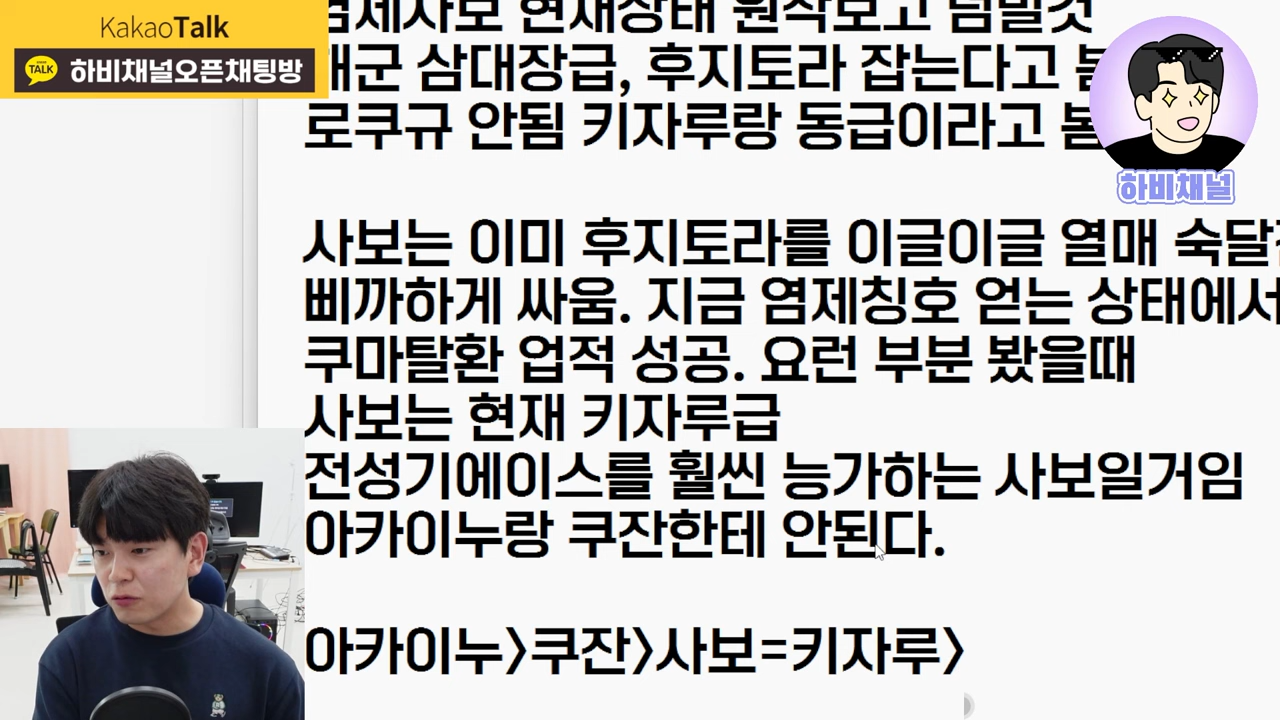 KakaoTalk
TALK
하비채널오픈채팅방
하비채널
염제사보 현재상태 원작보고 덤빌것
해군 삼대장급, 후지토라 잡는다고
로쿠규 안됨 키자루랑 동급이라고 봄
사보는 이미 후지토라를 이글이글 열매 숙달
삐까하게 싸움. 지금 염제칭호 얻는 상태에서
쿠마탈환 업적 성공. 요런 부분 봤을때
사보는 현재 키자루급
전성기에이스를 훨씬 능가하는 사보일거임
아카이누랑 쿠잔한테 안된다.
아카이누>쿠잔>사보=키자루>